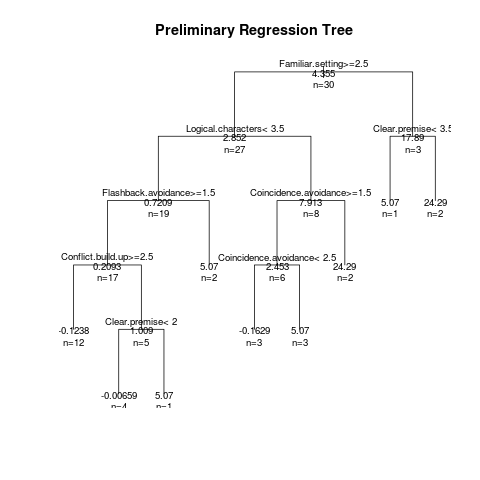 Preliminary Regression Tree
Familiar.setting>=2.5
4.355
n=30
Logical.characters< 3.5
2.852
n=27
Clear.premise< 3.5
17.89
n=3
Flashback.avoidance>=1.5
0.7209
n=19
Coincidence.avoidance>=1.5
7.913
n=8
5.07
n=1
24.29
n=2
Conflict.build.up>=2.5
0.2093
n=17
5.07
n=2
Coincidence.avoidance< 2.5
2.453
n=6
24.29
n=2
-0.1238
n=12
Clear.premise< 2
1.009
n=5
-0.1629
n=3
5.07
n=3
-0.00659
n=4
5.07
n=1